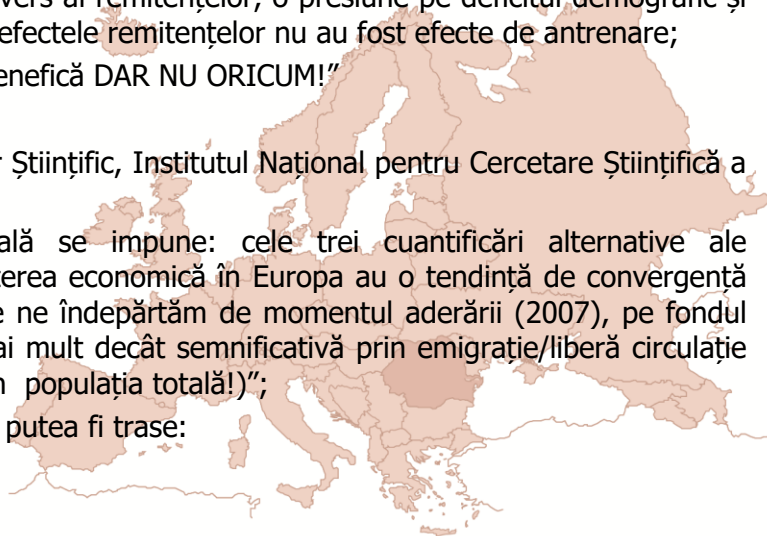 vers al remitențelor, o presiune pe deficitul demografic și
efectele remitențelor nu au fost efecte de antrenare;
enefică DAR NU ORICUM!”
r Științific, Institutul Național pentru Cercetare Științifică a
ală se impune: cele trei cuantificări alternative ale
terea economică în Europa au o tendință de convergență
e ne îndepărtăm de momentul aderării (2007), pe fondul
ai mult decât semnificativă prin emigrație/liberă circulație
n populația totală!)”;
putea fi trase: